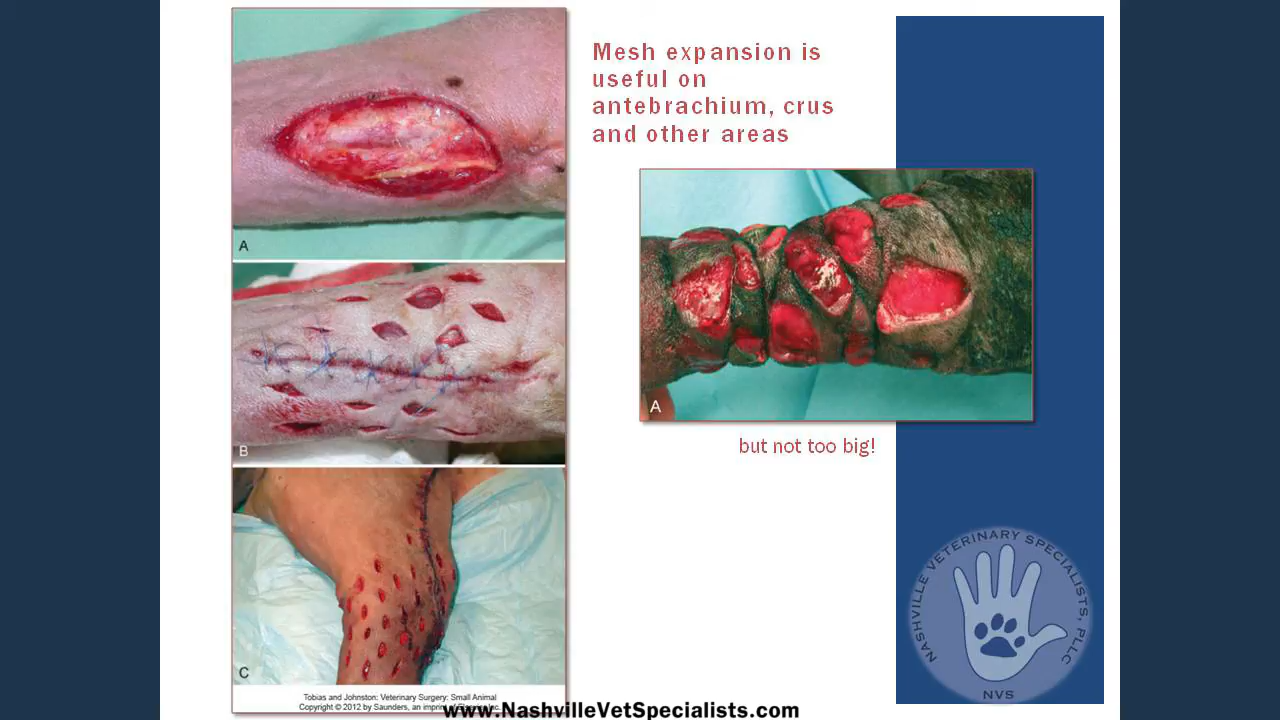 Mesh expansion is
useful on
antebrachium, crus
and other areas
A
B
C
A
but not too big!
Tobias and Johnston: Veterinary Surgery: Small Animal
Copyright © 2012 by Saunders, an imprint of Elsevier Inc.
www.NashvilleVetSpecialists.com
NASHVILLE VETERINARY SPECIALISTS, PLLC
NVS